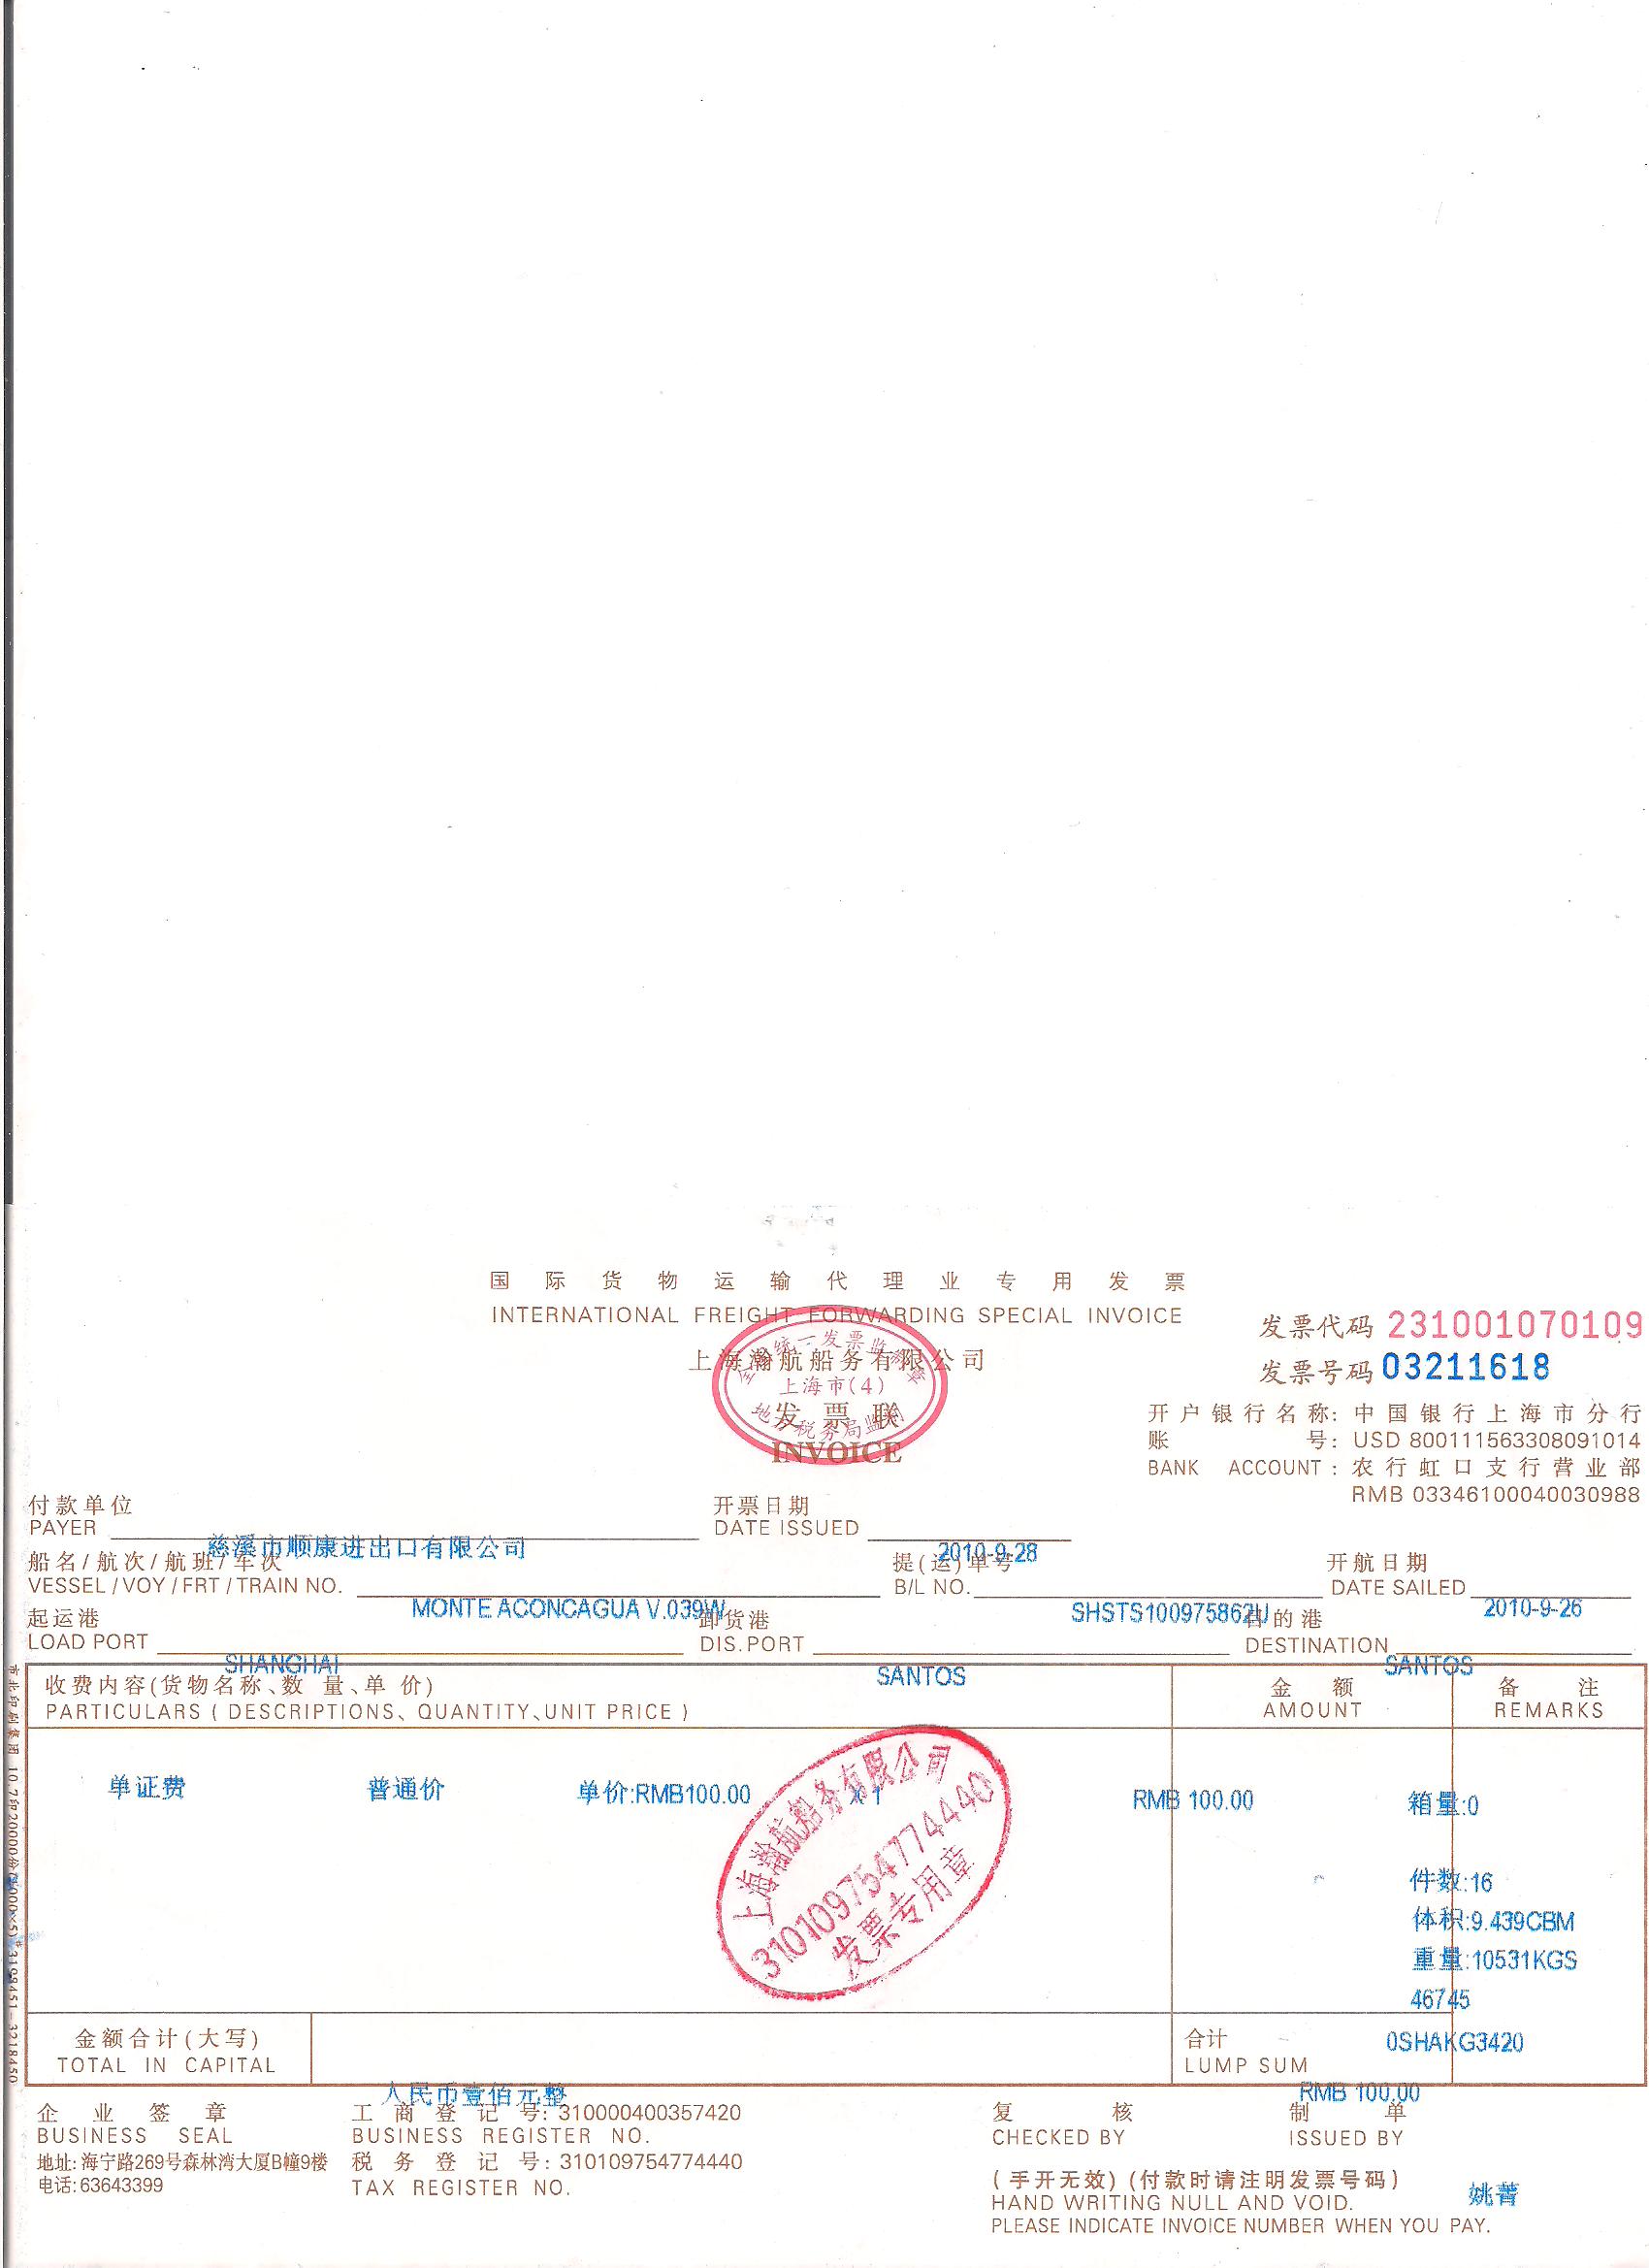 国际货物运输代理业专用发票
INTERNATIONAL FREIGHT FORWARDING SPECIAL INVOICE
上海瀚航船务有限公司
全国统一发票监制章
上海市(4)
地方税务局监制
发票联
INVOICE
发票代码 231001070109
发票号码 03211618
开户银行名称: 中国银行上海市分行
账号: USD 800111563308091014
BANK ACCOUNT: 农行虹口支行营业部
RMB 03346100040030988
付款单位
PAYER
慈溪市顺康进出口有限公司
开票日期
DATE ISSUED
2010-9-28
船名/航次/航班/车次
VESSEL/VOY/FRT/TRAIN NO.
MONTE ACONCAGUA V.039W
提(运)单号
B/L NO.
SHSTS100975862U
开航日期
DATE SAILED
2010-9-26
起运港
LOAD PORT
SHANGHAI
卸货港
DIS.PORT
SANTOS
目的港
DESTINATION
SANTOS
收费内容(货物名称、数量、单价)
PARTICULARS ( DESCRIPTIONS、QUANTITY、UNIT PRICE )
金额
AMOUNT
备注
REMARKS
单证费 普通价 单价:RMB100.00 X 1 RMB 100.00 箱量:0
件数:16
体积:9.439CBM
重量:10531KGS
46745
0SHAKG3420
上海瀚航船务有限公司
310109754774440
发票专用章
金额合计(大写)
TOTAL IN CAPITAL
人民币壹佰元整
合计
LUMP SUM
RMB 100.00
企业签章
BUSINESS SEAL
地址: 海宁路269号森林湾大厦B幢9楼
电话: 63643399
工商登记号: 310000400357420
BUSINESS REGISTER NO.
税务登记号: 310109754774440
TAX REGISTER NO.
复核
CHECKED BY
制单
ISSUED BY
姚菁
(手开无效) (付款时请注明发票号码)
HAND WRITING NULL AND VOID.
PLEASE INDICATE INVOICE NUMBER WHEN YOU PAY.